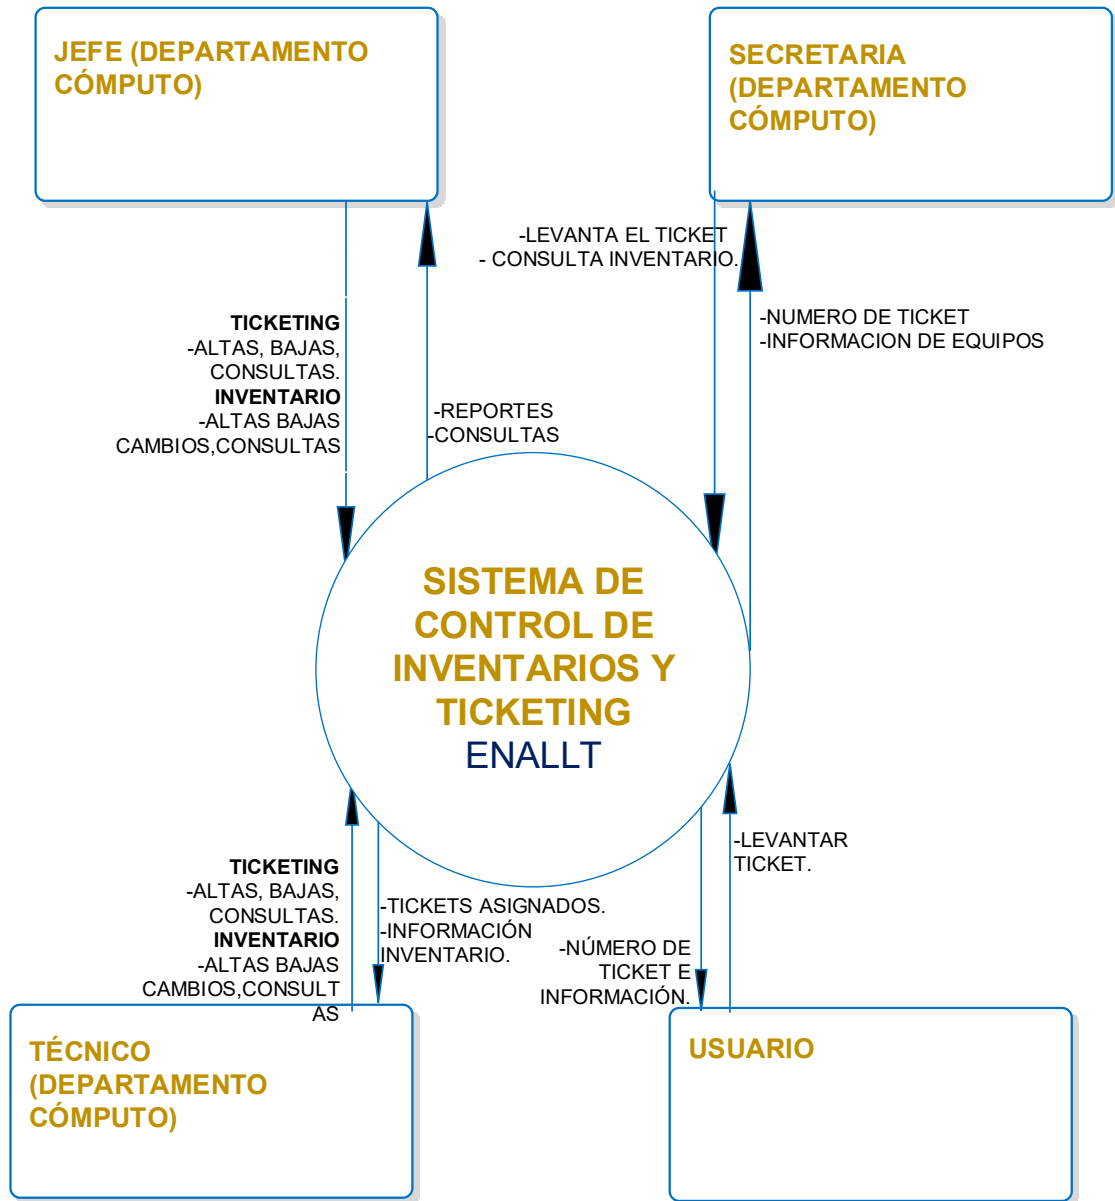 JEFE (DEPARTAMENTO
CÓMPUTO)
SECRETARIA
(DEPARTAMENTO
CÓMPUTO)
-LEVANTA EL TICKET
- CONSULTA INVENTARIO.
-NUMERO DE TICKET
-INFORMACION DE EQUIPOS
TICKETING
-ALTAS, BAJAS,
CONSULTAS.
INVENTARIO
-ALTAS BAJAS
CAMBIOS,CONSULTAS
-REPORTES
-CONSULTAS
SISTEMA DE
CONTROL DE
INVENTARIOS Y
TICKETING
ENALLT
TICKETING
-ALTAS, BAJAS,
CONSULTAS.
INVENTARIO
-ALTAS BAJAS
CAMBIOS,CONSULT
AS
-TICKETS ASIGNADOS.
-INFORMACIÓN
INVENTARIO.
-NÚMERO DE
TICKET E
INFORMACIÓN.
-LEVANTAR
TICKET.
TÉCNICO
(DEPARTAMENTO
CÓMPUTO)
USUARIO